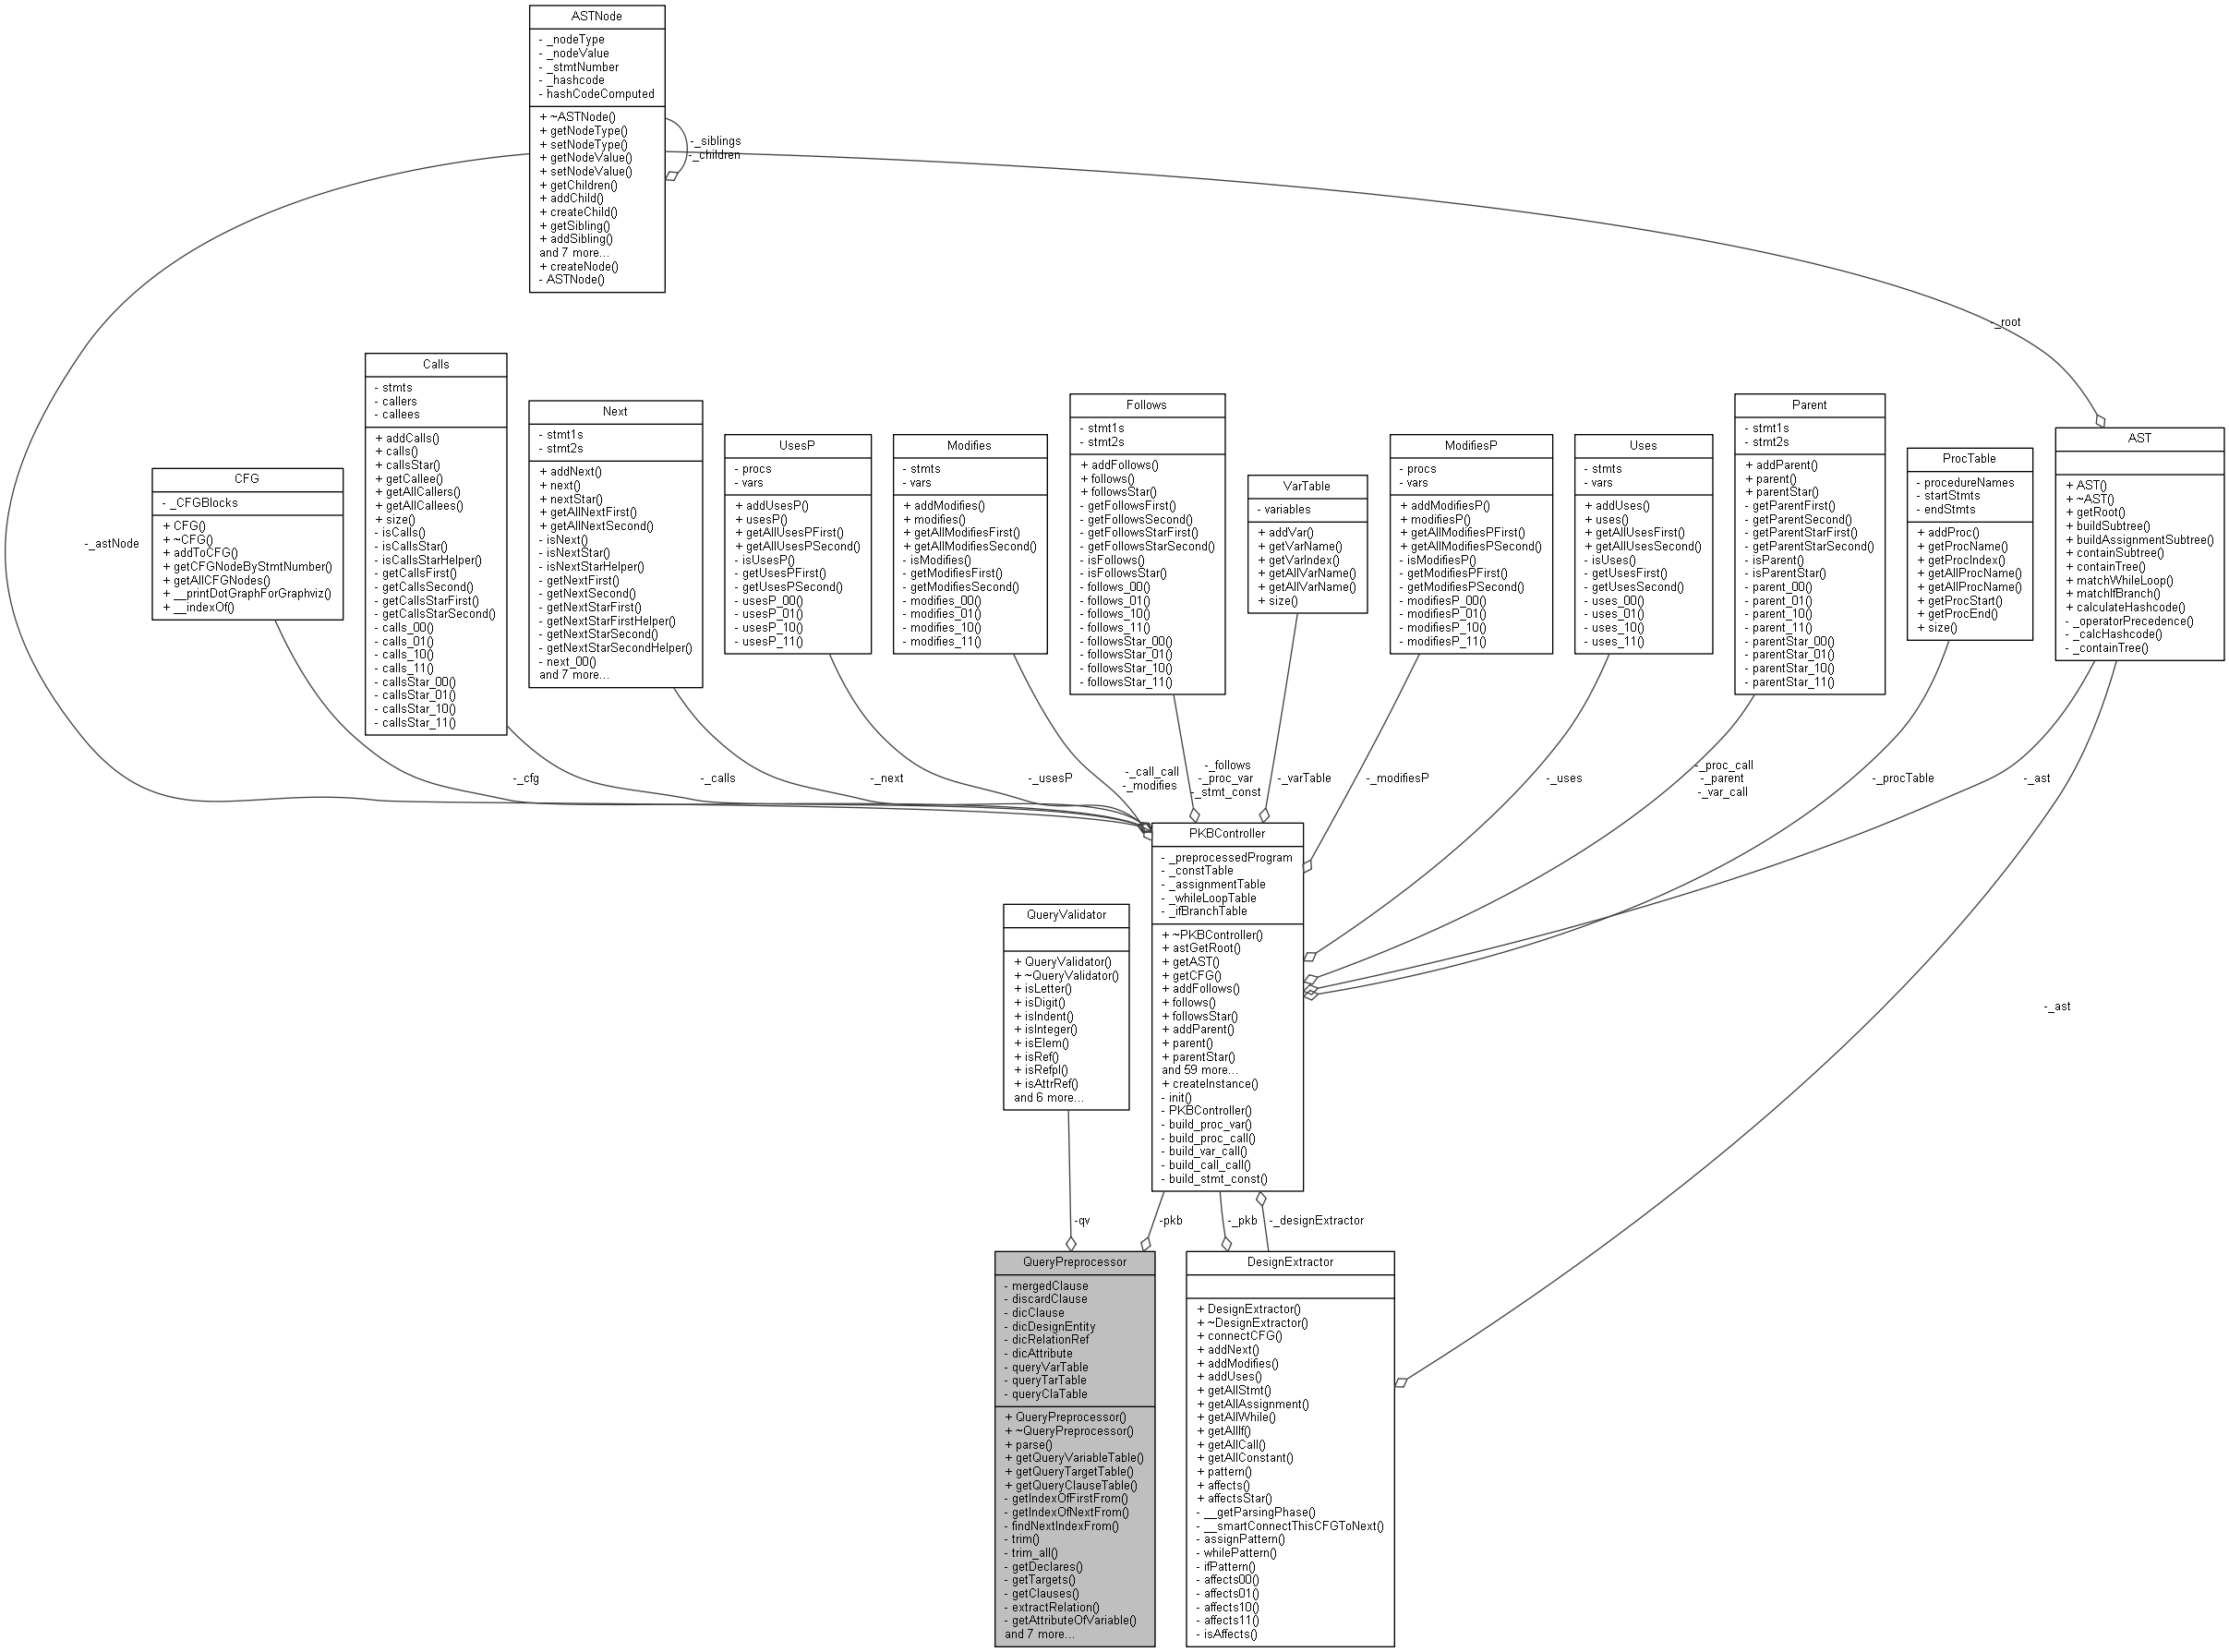 ASTNode
- _nodeType
- _nodeValue
- _stmtNumber
- _hashcode
- hashCodeComputed
+ ~ASTNode()
+ getNodeType()
+ setNodeType()
+ getNodeValue()
+ setNodeValue()
+ getChildren()
+ addChild()
+ createChild()
+ getSibling()
+ addSibling()
and 7 more...
+ createNode()
- ASTNode()
-_siblings
-_children
-_root
-_astNode
CFG
- _CFGBlocks
+ CFG()
+ ~CFG()
+ addToCFG()
+ getCFGNodeByStmtNumber()
+ getAllCFGNodes()
+ __printDotGraphForGraphviz()
+ __indexOf()
Calls
- stmts
- callers
- callees
+ addCalls()
+ calls()
+ callsStar()
+ getCallee()
+ getAllCallers()
+ getAllCallees()
+ size()
- isCalls()
- isCallsStar()
- isCallsStarHelper()
- getCallsFirst()
- getCallsSecond()
- getCallsStarFirst()
- getCallsStarSecond()
- calls_00()
- calls_01()
- calls_10()
- calls_11()
- callsStar_00()
- callsStar_01()
- callsStar_10()
- callsStar_11()
Next
- stmt1s
- stmt2s
+ addNext()
+ next()
+ nextStar()
+ getAllNextFirst()
+ getAllNextSecond()
- isNext()
- isNextStar()
- isNextStarHelper()
- getNextFirst()
- getNextSecond()
- getNextStarFirst()
- getNextStarFirstHelper()
- getNextStarSecond()
- getNextStarSecondHelper()
- next_00()
and 7 more...
UsesP
- procs
- vars
+ addUsesP()
+ usesP()
+ getAllUsesPFirst()
+ getAllUsesPSecond()
- isUsesP()
- getUsesPFirst()
- getUsesPSecond()
- usesP_00()
- usesP_01()
- usesP_10()
- usesP_11()
Modifies
- stmts
- vars
+ addModifies()
+ modifies()
+ getAllModifiesFirst()
+ getAllModifiesSecond()
- isModifies()
- getModifiesFirst()
- getModifiesSecond()
- modifies_00()
- modifies_01()
- modifies_10()
- modifies_11()
Follows
- stmt1s
- stmt2s
+ addFollows()
+ follows()
+ followsStar()
- getFollowsFirst()
- getFollowsSecond()
- getFollowsStarFirst()
- getFollowsStarSecond()
- isFollows()
- isFollowsStar()
- follows_00()
- follows_01()
- follows_10()
- follows_11()
- followsStar_00()
- followsStar_01()
- followsStar_10()
- followsStar_11()
VarTable
- variables
+ addVar()
+ getVarName()
+ getVarIndex()
+ getAllVarName()
+ getAllVarName()
+ size()
ModifiesP
- procs
- vars
+ addModifiesP()
+ modifiesP()
+ getAllModifiesPFirst()
+ getAllModifiesPSecond()
- isModifiesP()
- getModifiesPFirst()
- getModifiesPSecond()
- modifiesP_00()
- modifiesP_01()
- modifiesP_10()
- modifiesP_11()
Uses
- stmts
- vars
+ addUses()
+ uses()
+ getAllUsesFirst()
+ getAllUsesSecond()
- isUses()
- getUsesFirst()
- getUsesSecond()
- uses_00()
- uses_01()
- uses_10()
- uses_11()
Parent
- stmt1s
- stmt2s
+ addParent()
+ parent()
+ parentStar()
- getParentFirst()
- getParentSecond()
- getParentStarFirst()
- getParentStarSecond()
- isParent()
- isParentStar()
- parent_00()
- parent_01()
- parent_10()
- parent_11()
- parentStar_00()
- parentStar_01()
- parentStar_10()
- parentStar_11()
ProcTable
- procedureNames
- startStmts
- endStmts
+ addProc()
+ getProcName()
+ getProcIndex()
+ getAllProcName()
+ getAllProcName()
+ getProcStart()
+ getProcEnd()
+ size()
AST
+ AST()
+ ~AST()
+ getRoot()
+ buildSubtree()
+ buildAssignmentSubtree()
+ containSubtree()
+ containTree()
+ matchWhileLoop()
+ matchIfBranch()
+ calculateHashcode()
- _operatorPrecedence()
- _calcHashcode()
- _containTree()
-_cfg
-_calls
-_next
-_usesP
-_call_call
-_modifies
-_follows
-_proc_var
-_stmt_const
-_varTable
-_modifiesP
-_uses
-_proc_call
-_parent
-_var_call
-_procTable
-_ast
-_ast
PKBController
- _preprocessedProgram
- _constTable
- _assignmentTable
- _whileLoopTable
- _ifBranchTable
+ ~PKBController()
+ astGetRoot()
+ getAST()
+ getCFG()
+ addFollows()
+ follows()
+ followsStar()
+ addParent()
+ parent()
+ parentStar()
and 59 more...
+ createInstance()
- init()
- PKBController()
- build_proc_var()
- build_proc_call()
- build_var_call()
- build_call_call()
- build_stmt_const()
QueryValidator
+ QueryValidator()
+ ~QueryValidator()
+ isLetter()
+ isDigit()
+ isIndent()
+ isInteger()
+ isElem()
+ isRef()
+ isRefpl()
+ isAttrRef()
and 6 more...
-qv
-pkb
-_pkb
-_designExtractor
QueryPreprocessor
- mergedClause
- discardClause
- dicClause
- dicDesignEntity
- dicRelationRef
- dicAttribute
- queryVarTable
- queryTarTable
- queryClaTable
+ QueryPreprocessor()
+ ~QueryPreprocessor()
+ parse()
+ getQueryVariableTable()
+ getQueryTargetTable()
+ getQueryClauseTable()
- getIndexOfFirstFrom()
- getIndexOfNextFrom()
- findNextIndexFrom()
- trim()
- trim_all()
- getDeclares()
- getTargets()
- getClauses()
- extractRelation()
- getAttributeOfVariable()
and 7 more...
DesignExtractor
+ DesignExtractor()
+ ~DesignExtractor()
+ connectCFG()
+ addNext()
+ addModifies()
+ addUses()
+ getAllStmt()
+ getAllAssignment()
+ getAllWhile()
+ getAllIf()
+ getAllCall()
+ getAllConstant()
+ pattern()
+ affects()
+ affectsStar()
- __getParsingPhase()
- __smartConnectThisCFGToNext()
- assignPattern()
- whilePattern()
- ifPattern()
- affects00()
- affects01()
- affects10()
- affects11()
- isAffects()